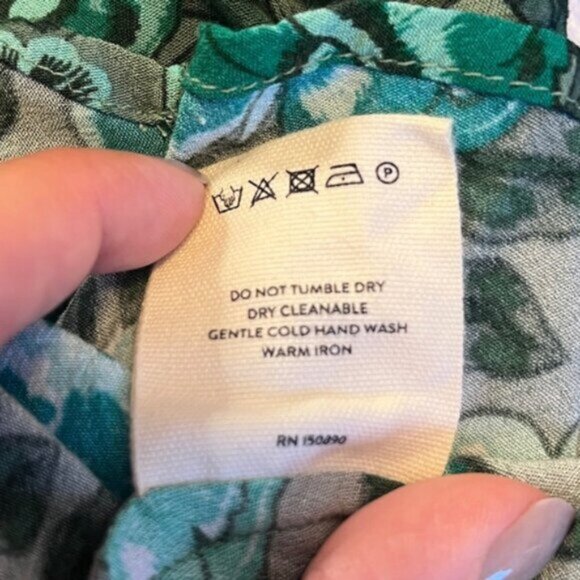 P
DO NOT TUMBLE DRY
DRY CLEANABLE
GENTLE COLD HAND WASH
WARM IRON
RN 150890